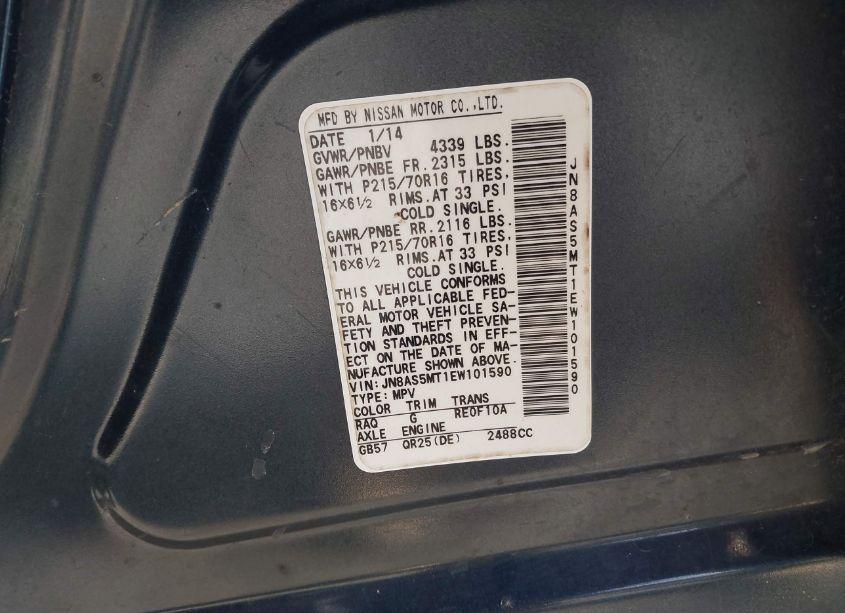 MFD BY NISSAN MOTOR CO.,LTD.
DATE 1/14
GVWR/PNBV 4339 LBS.
GAWR/PNBE FR. 2315 LBS.
WITH P215/70R16 TIRES,
16×6½ RIMS. AT 33 PSI
COLD SINGLE.
GAWR/PNBE RR. 2116 LBS.
WITH P215/70R16 TIRES,
16×6½ RIMS. AT 33 PSI
COLD SINGLE.
THIS VEHICLE CONFORMS
TO ALL APPLICABLE FED-
ERAL MOTOR VEHICLE SA-
FETY AND THEFT PREVEN-
TION STANDARDS IN EFF-
ECT ON THE DATE OF MA-
NUFACTURE SHOWN ABOVE.
VIN: JN8AS5MT1EW101590
TYPE: MPV
COLOR TRIM TRANS
RAQ G RE0F10A
AXLE ENGINE
GB57 QR25(DE) 2488CC
JN8AS5MT1EW101590